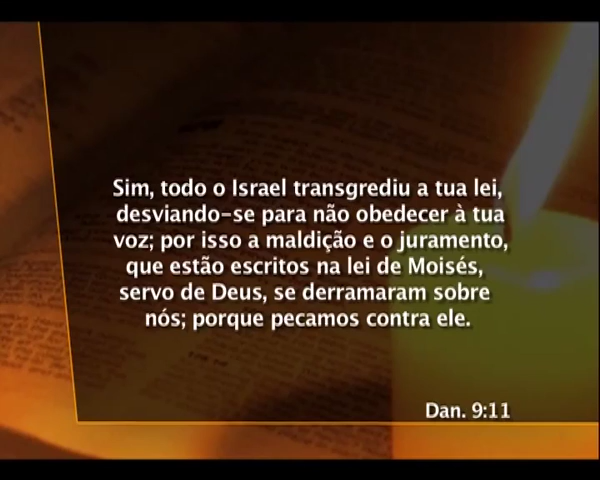 Sim, todo o Israel transgrediu a tua lei,
desviando-se para não obedecer à tua
voz; por isso a maldição e o juramento,
que estão escritos na lei de Moisés,
servo de Deus, se derramaram sobre
nós; porque pecamos contra ele.
Dan. 9:11